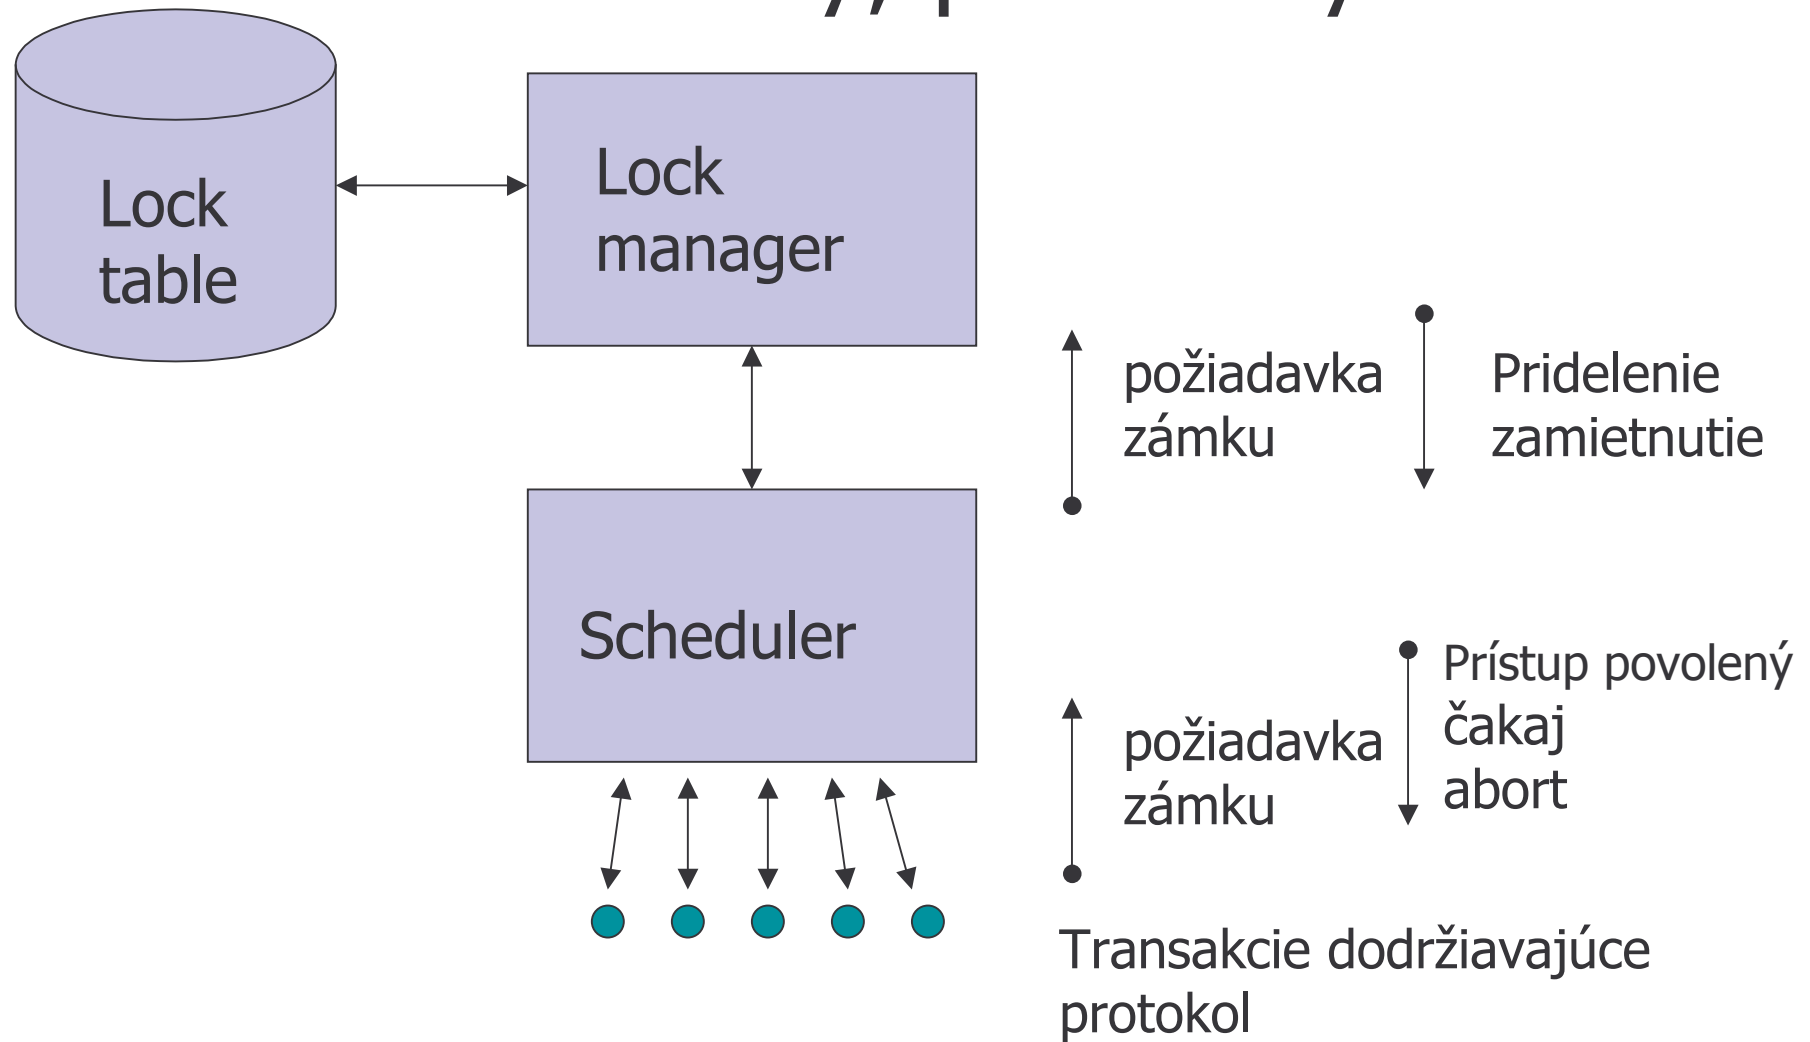 Lock
table
Lock
manager
požiadavka
zámku
Pridelenie
zamietnutie
Scheduler
požiadavka
zámku
Prístup povolený
čakaj
abort
Transakcie dodržiavajúce
protokol